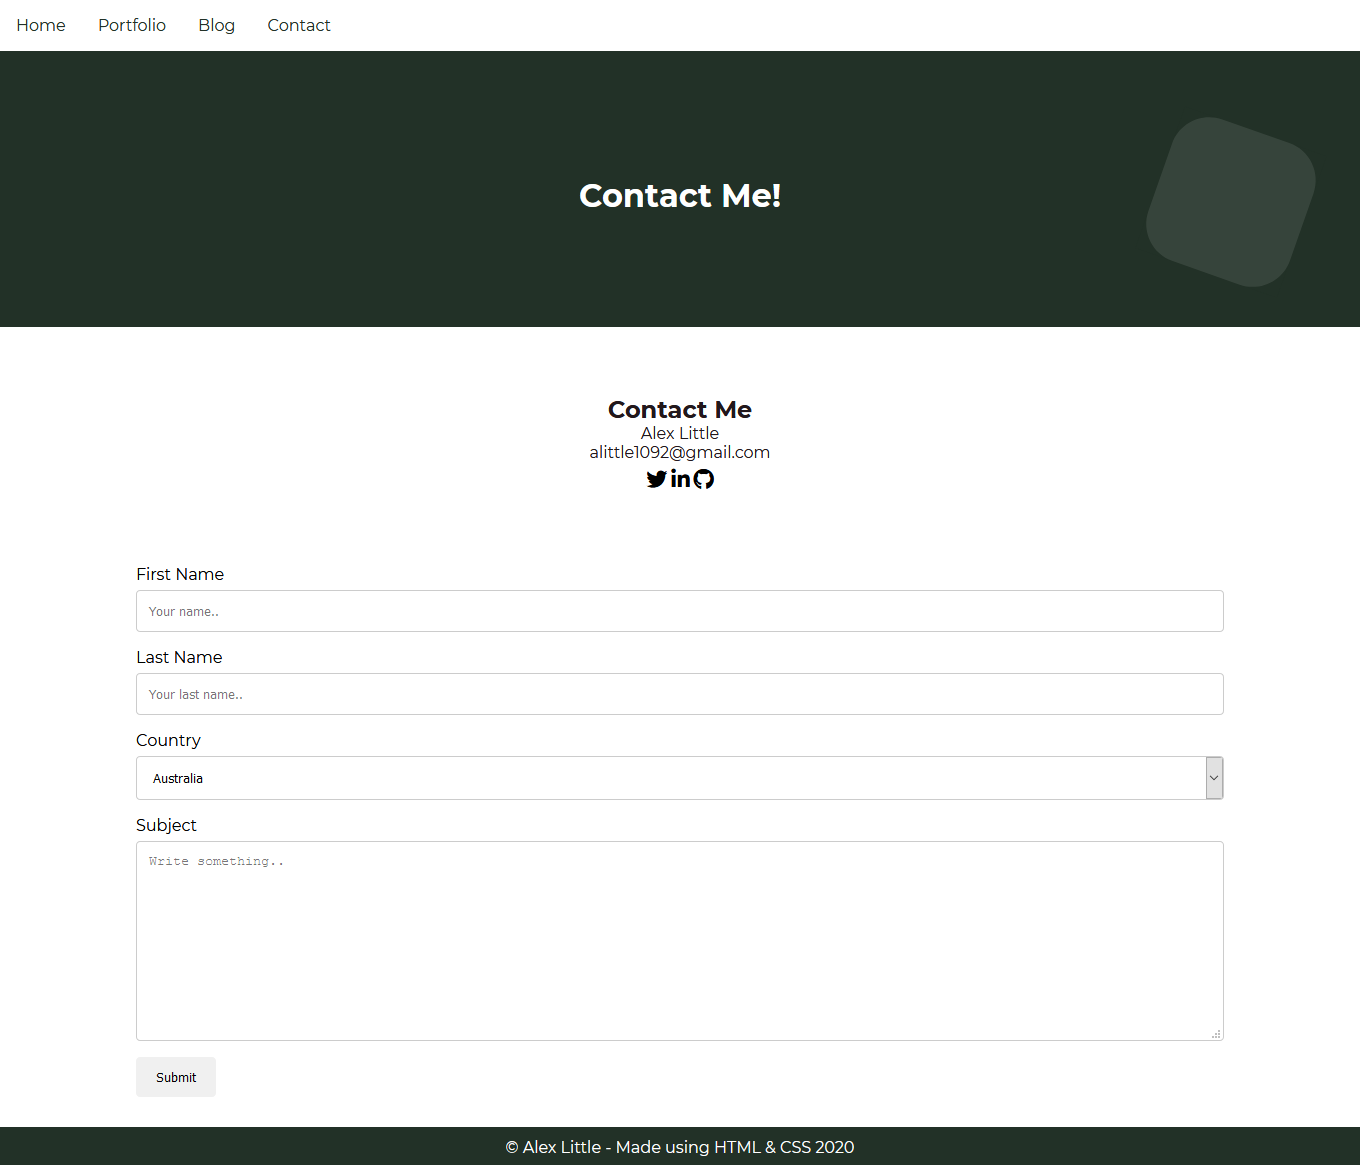 Home Portfolio Blog Contact
Contact Me!
Contact Me
Alex Little
alittle1092@gmail.com
First Name
Your name..
Last Name
Your last name..
Country
Australia
Subject
Write something..
Submit
© Alex Little - Made using HTML & CSS 2020